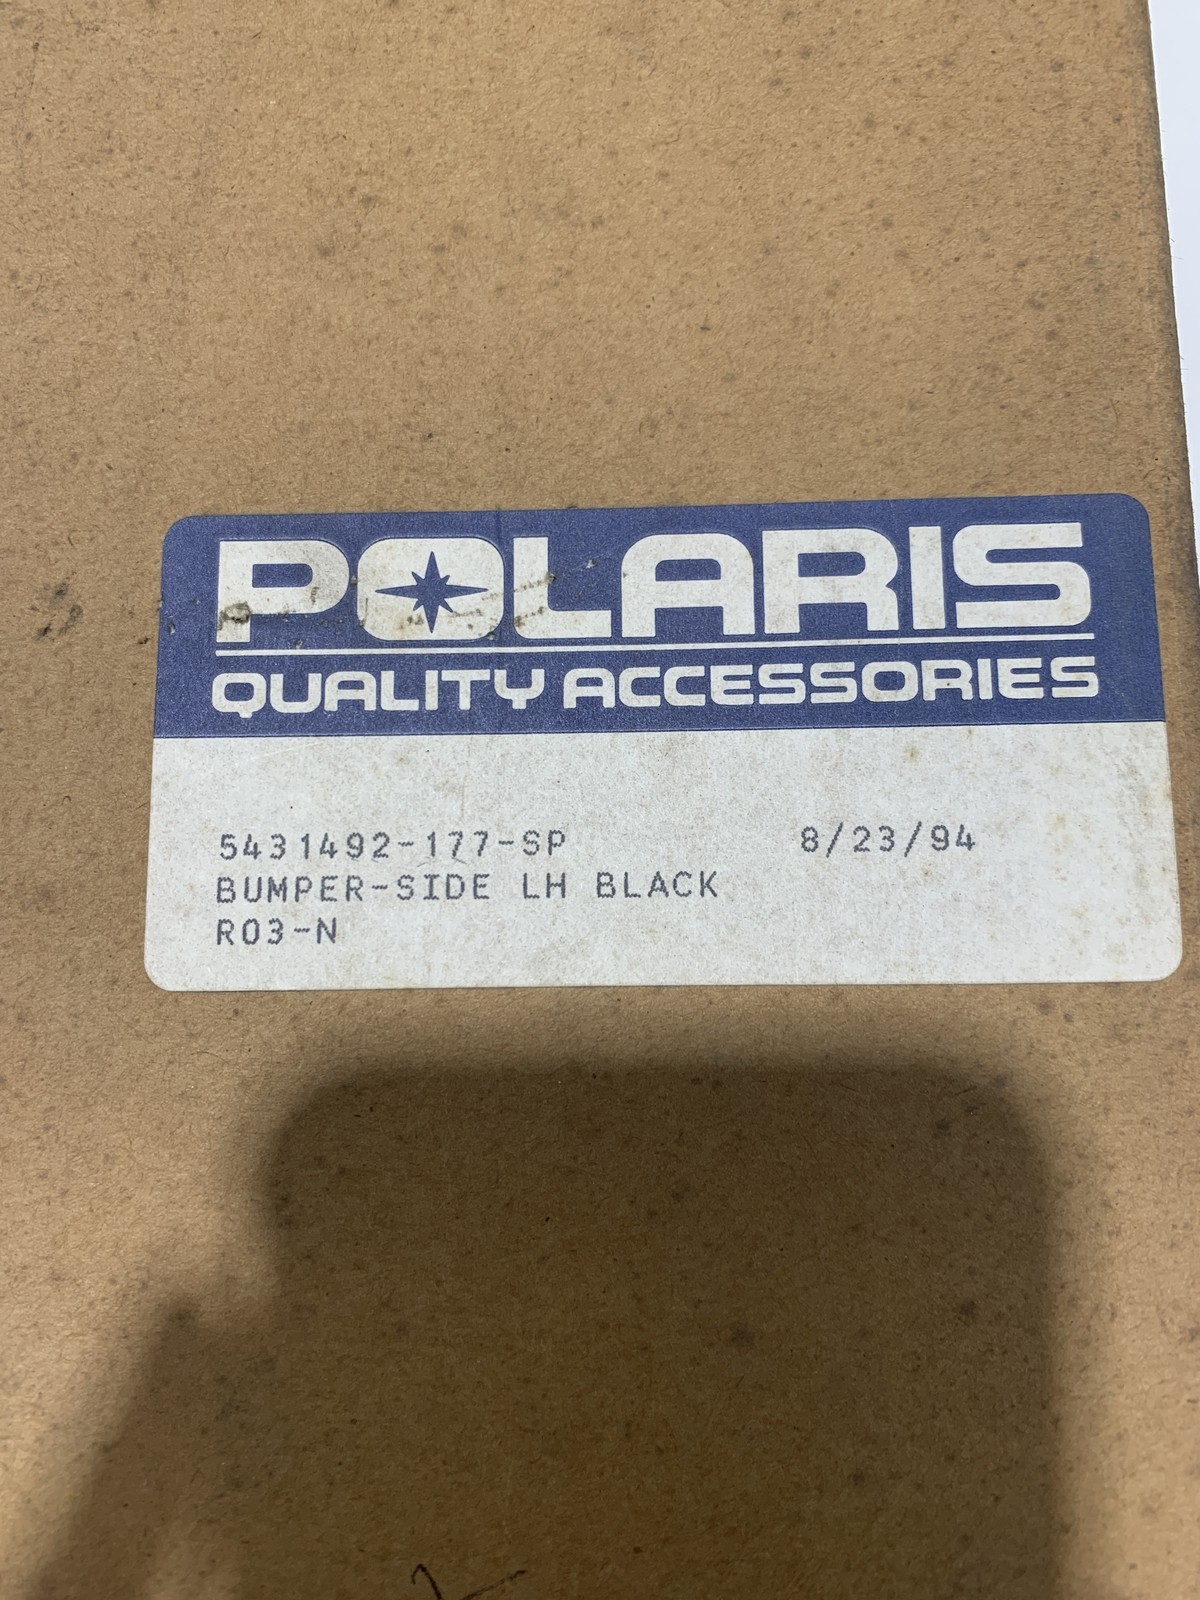 POLARIS
QUALITY ACCESSORIES
5431492-177-SP 8/23/94
BUMPER-SIDE LH BLACK
R03-N